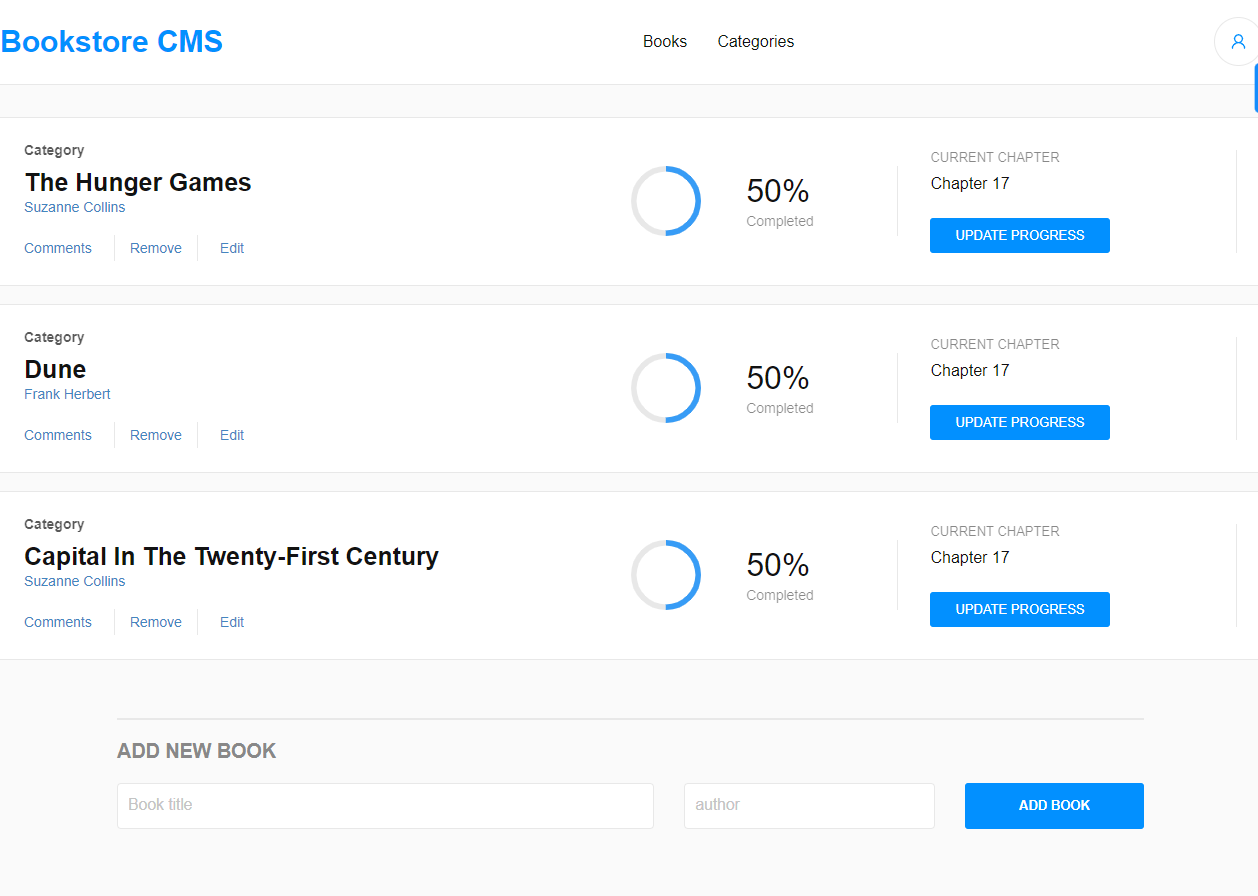 Bookstore CMS
Books Categories
Category
The Hunger Games
Suzanne Collins
Comments Remove Edit
50%
Completed
CURRENT CHAPTER
Chapter 17
UPDATE PROGRESS
Category
Dune
Frank Herbert
Comments Remove Edit
50%
Completed
CURRENT CHAPTER
Chapter 17
UPDATE PROGRESS
Category
Capital In The Twenty-First Century
Suzanne Collins
Comments Remove Edit
50%
Completed
CURRENT CHAPTER
Chapter 17
UPDATE PROGRESS
ADD NEW BOOK
Book title author ADD BOOK